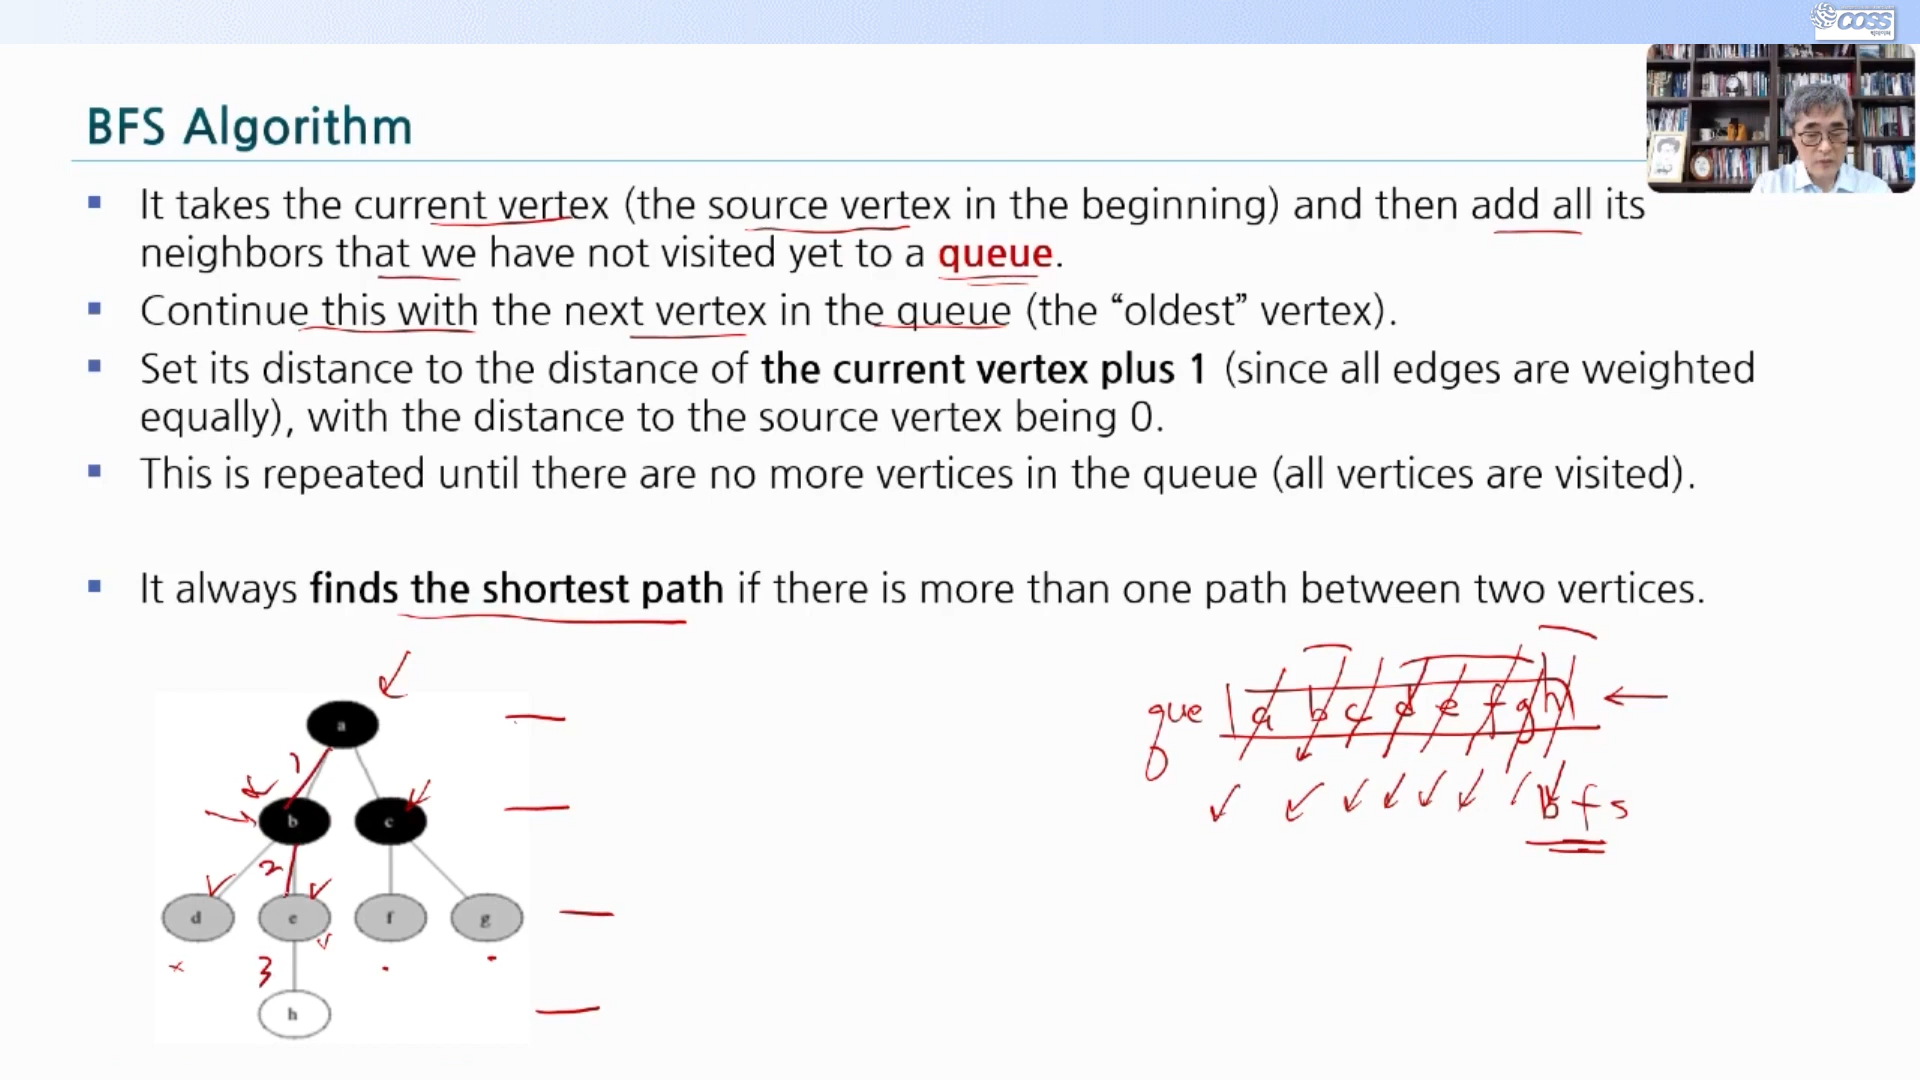 COSS
BFS Algorithm
▪ It takes the current vertex (the source vertex in the beginning) and then add all its
neighbors that we have not visited yet to a queue.
▪ Continue this with the next vertex in the queue (the “oldest” vertex).
▪ Set its distance to the distance of the current vertex plus 1 (since all edges are weighted
equally), with the distance to the source vertex being 0.
▪ This is repeated until there are no more vertices in the queue (all vertices are visited).
▪ It always finds the shortest path if there is more than one path between two vertices.
que a b c d e f g h
bfs
a
1
b c
2
d e f g
3
h